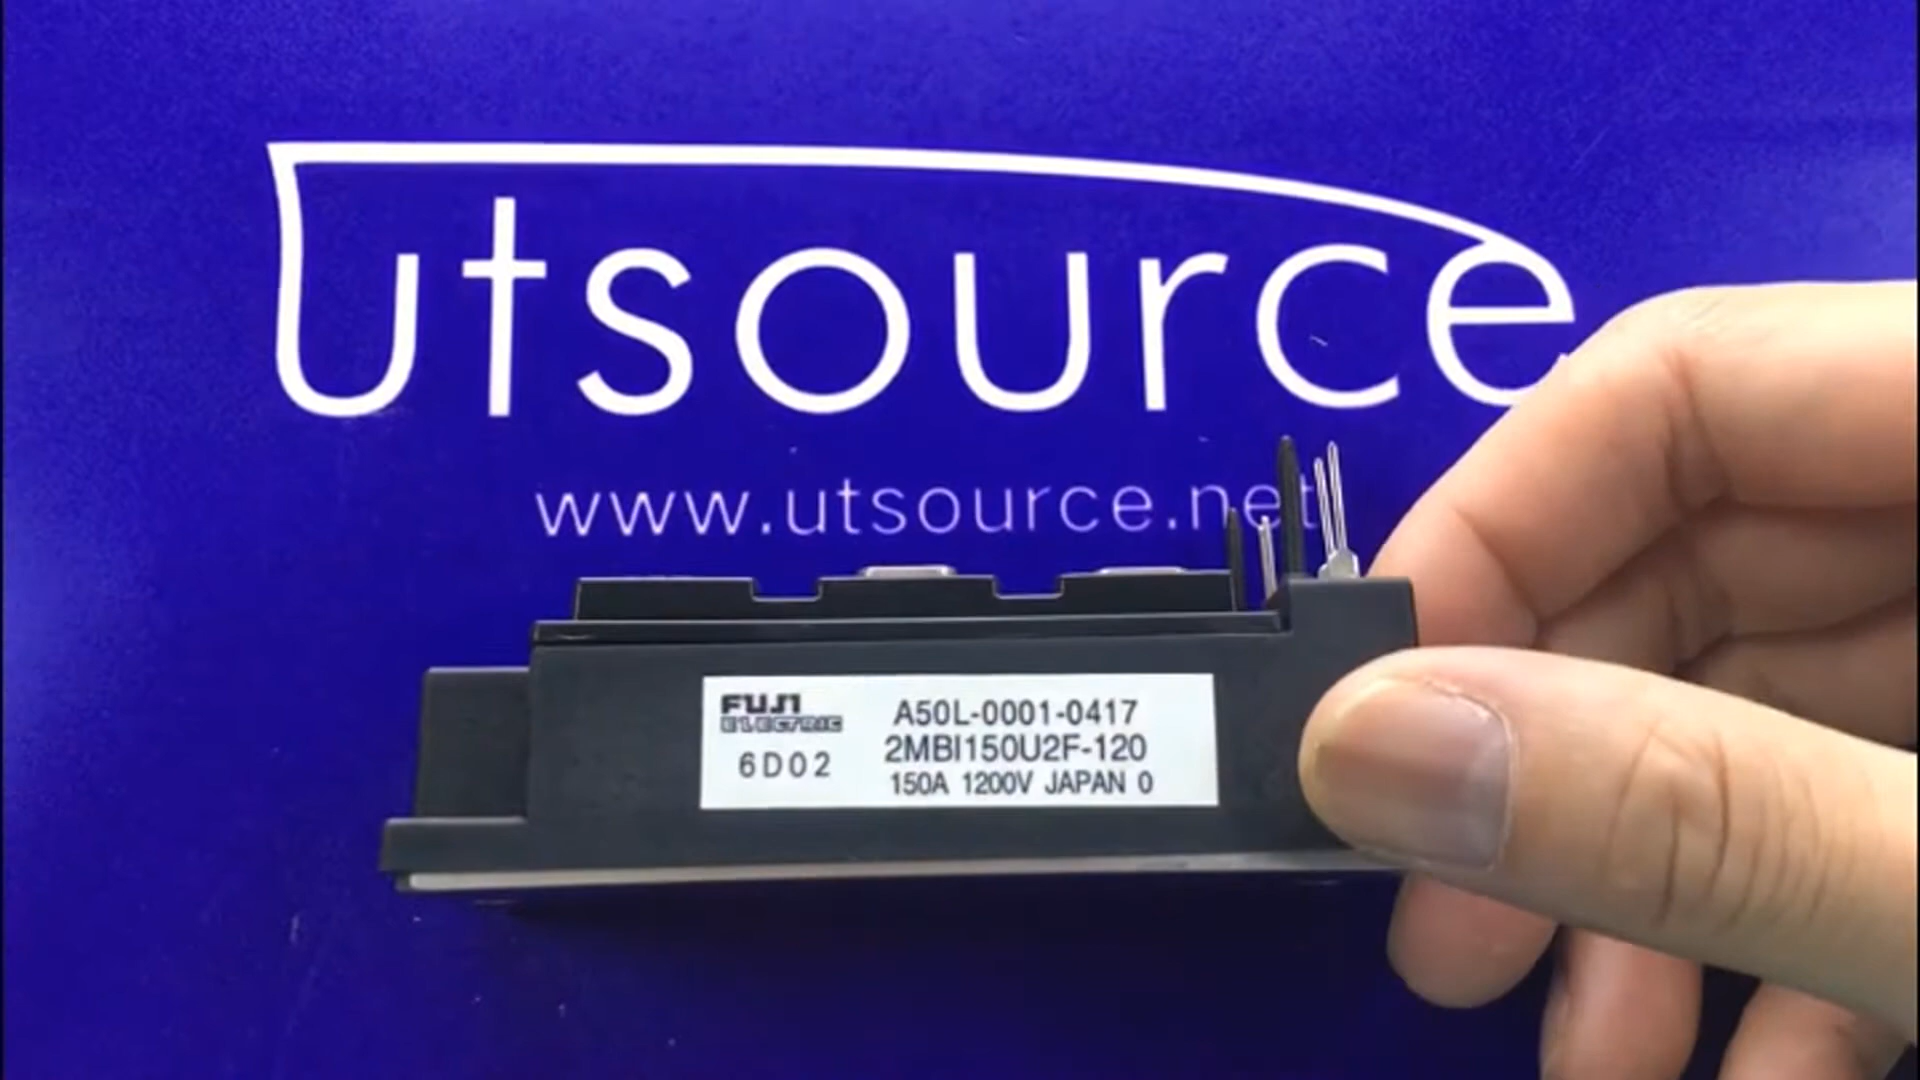 utsource
www.utsource.net
FUJI
ELECTRIC
6D02
A50L-0001-0417
2MBI150U2F-120
150A 1200V JAPAN 0